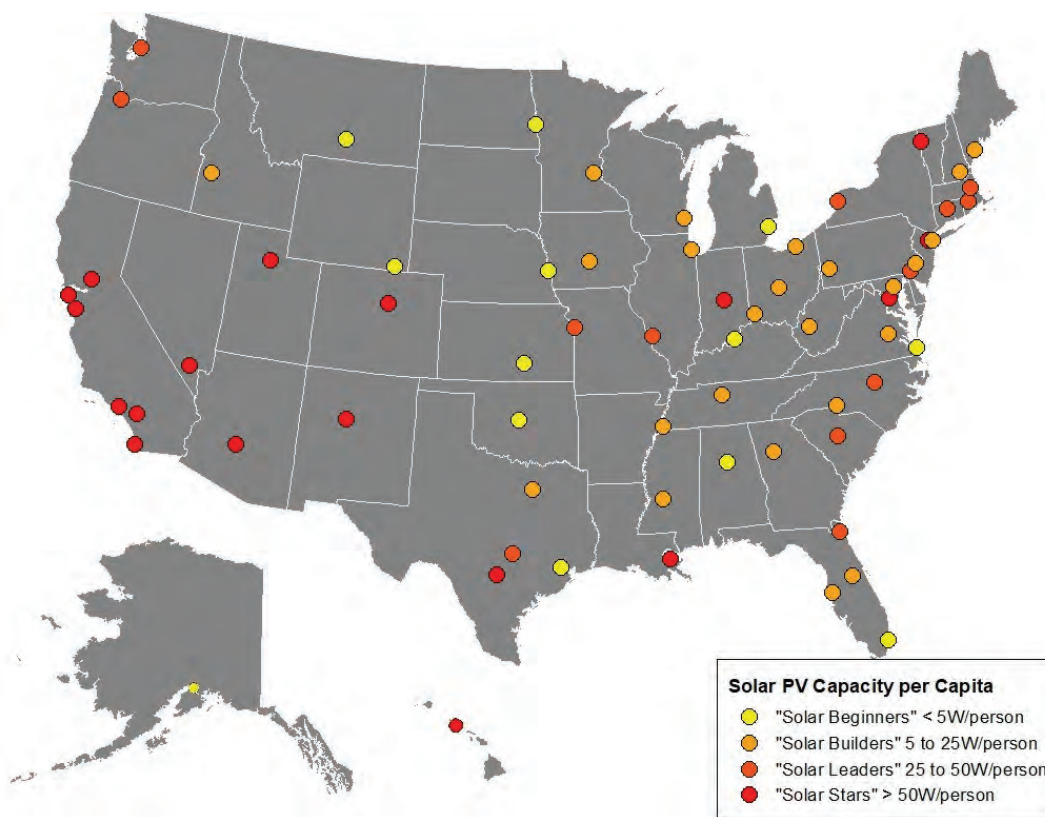 Solar PV Capacity per Capita
"Solar Beginners" < 5W/person
"Solar Builders" 5 to 25W/person
"Solar Leaders" 25 to 50W/person
"Solar Stars" > 50W/person